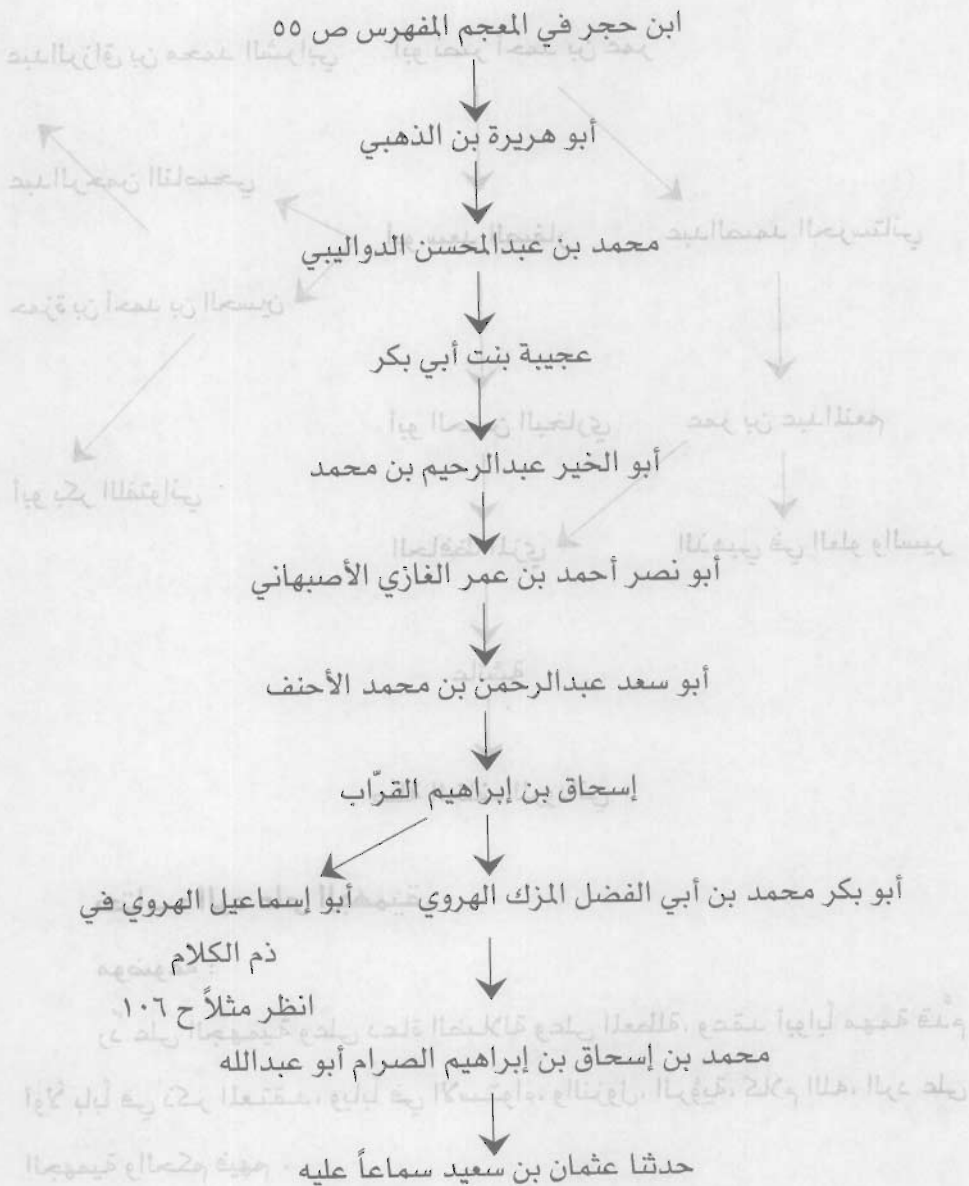 ابن حجر في المعجم المفهرس ص ٥٥
أبو هريرة بن الذهبي
محمد بن عبدالمحسن الدواليبي
عجيبة بنت أبي بكر
أبو الخير عبدالرحيم بن محمد
أبو نصر أحمد بن عمر الغازي الأصبهاني
أبو سعد عبدالرحمن بن محمد الأحنف
إسحاق بن إبراهيم القرّاب
أبو بكر محمد بن أبي الفضل المزك الهروي
أبو إسماعيل الهروي في
ذم الكلام
انظر مثلاً ح ١٠٦
محمد بن إسحاق بن إبراهيم الصرام أبو عبدالله
حدثنا عثمان بن سعيد سماعاً عليه